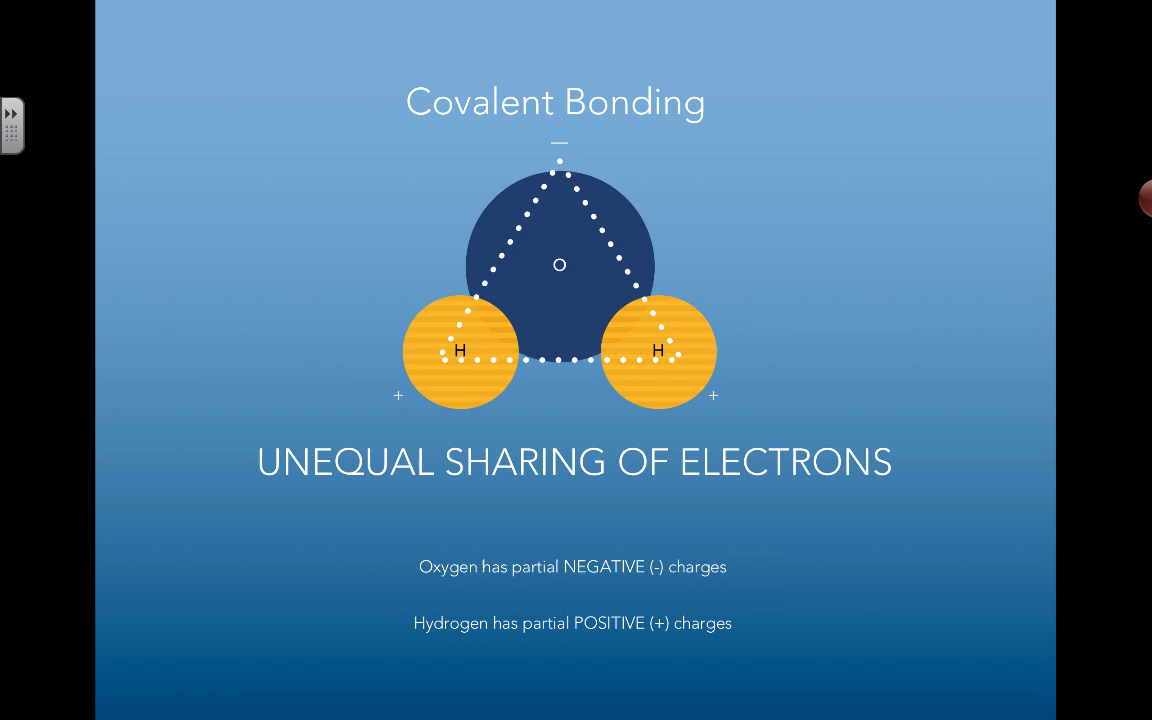 Covalent Bonding
—
O
H H
+ +
UNEQUAL SHARING OF ELECTRONS
Oxygen has partial NEGATIVE (-) charges
Hydrogen has partial POSITIVE (+) charges